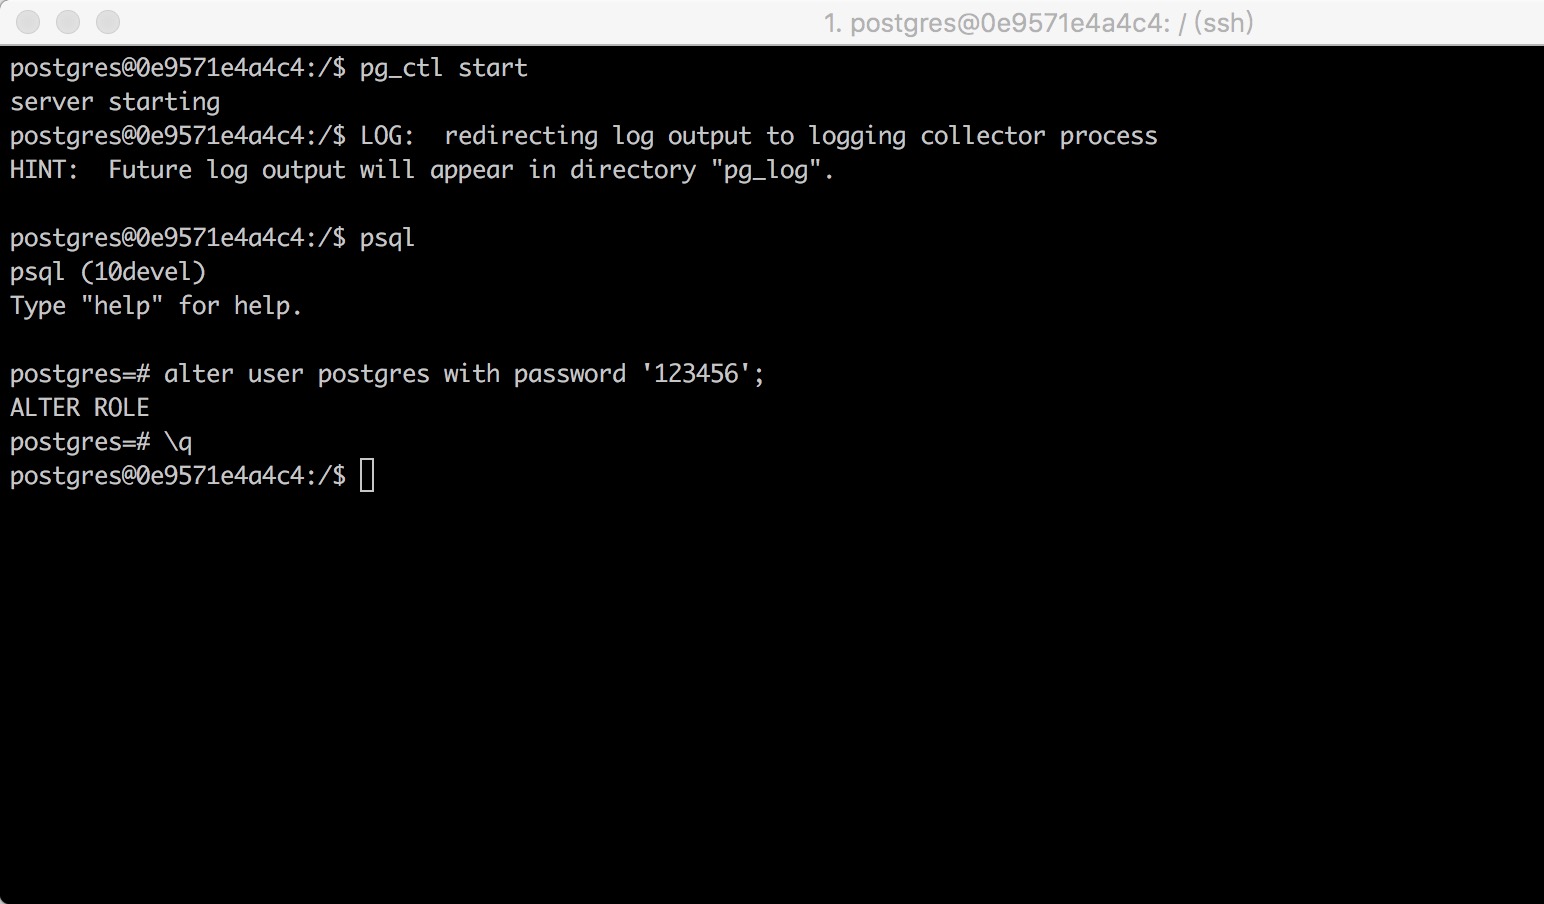 1. postgres@0e9571e4a4c4: / (ssh)
postgres@0e9571e4a4c4:/$ pg_ctl start
server starting
postgres@0e9571e4a4c4:/$ LOG:  redirecting log output to logging collector process
HINT:  Future log output will appear in directory "pg_log".
postgres@0e9571e4a4c4:/$ psql
psql (10devel)
Type "help" for help.
postgres=# alter user postgres with password '123456';
ALTER ROLE
postgres=# \q
postgres@0e9571e4a4c4:/$